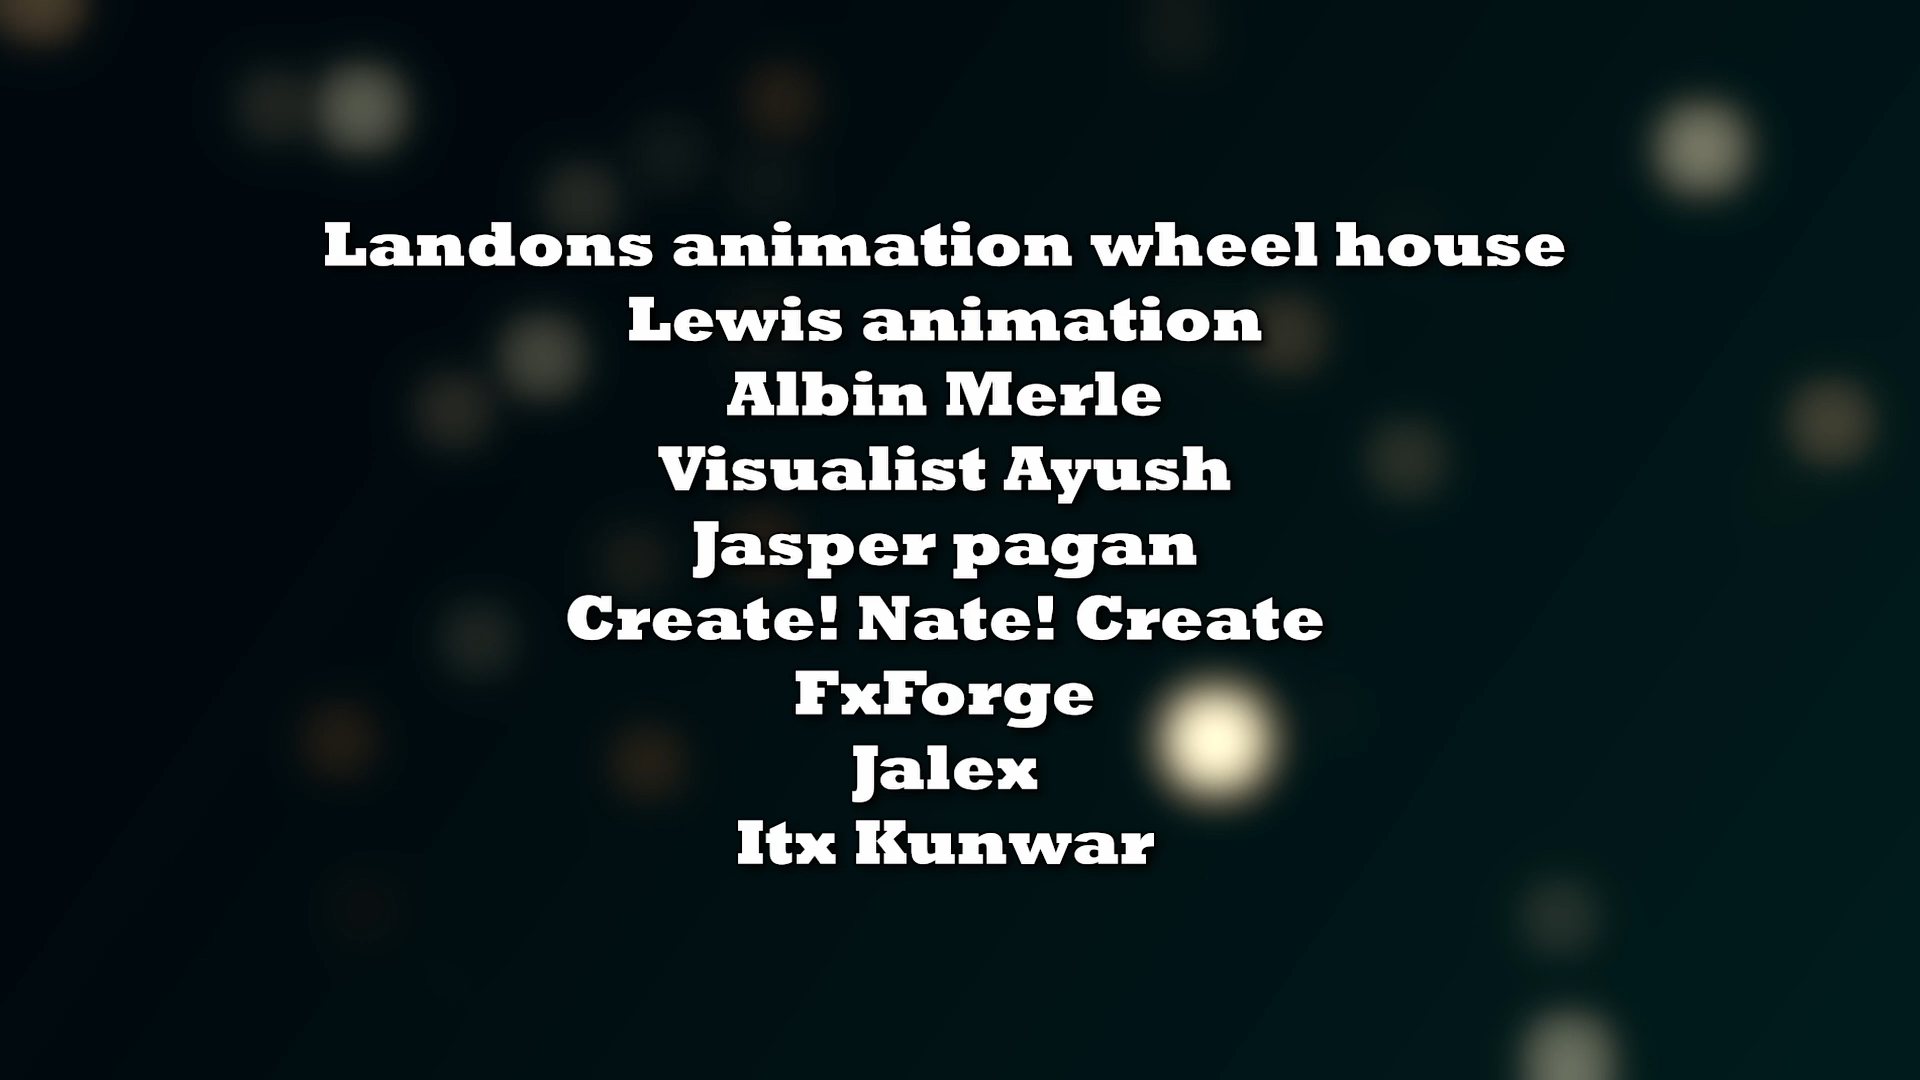 Landons animation wheel house
Lewis animation
Albin Merle
Visualist Ayush
Jasper pagan
Create! Nate! Create
FxForge
Jalex
Itx Kunwar